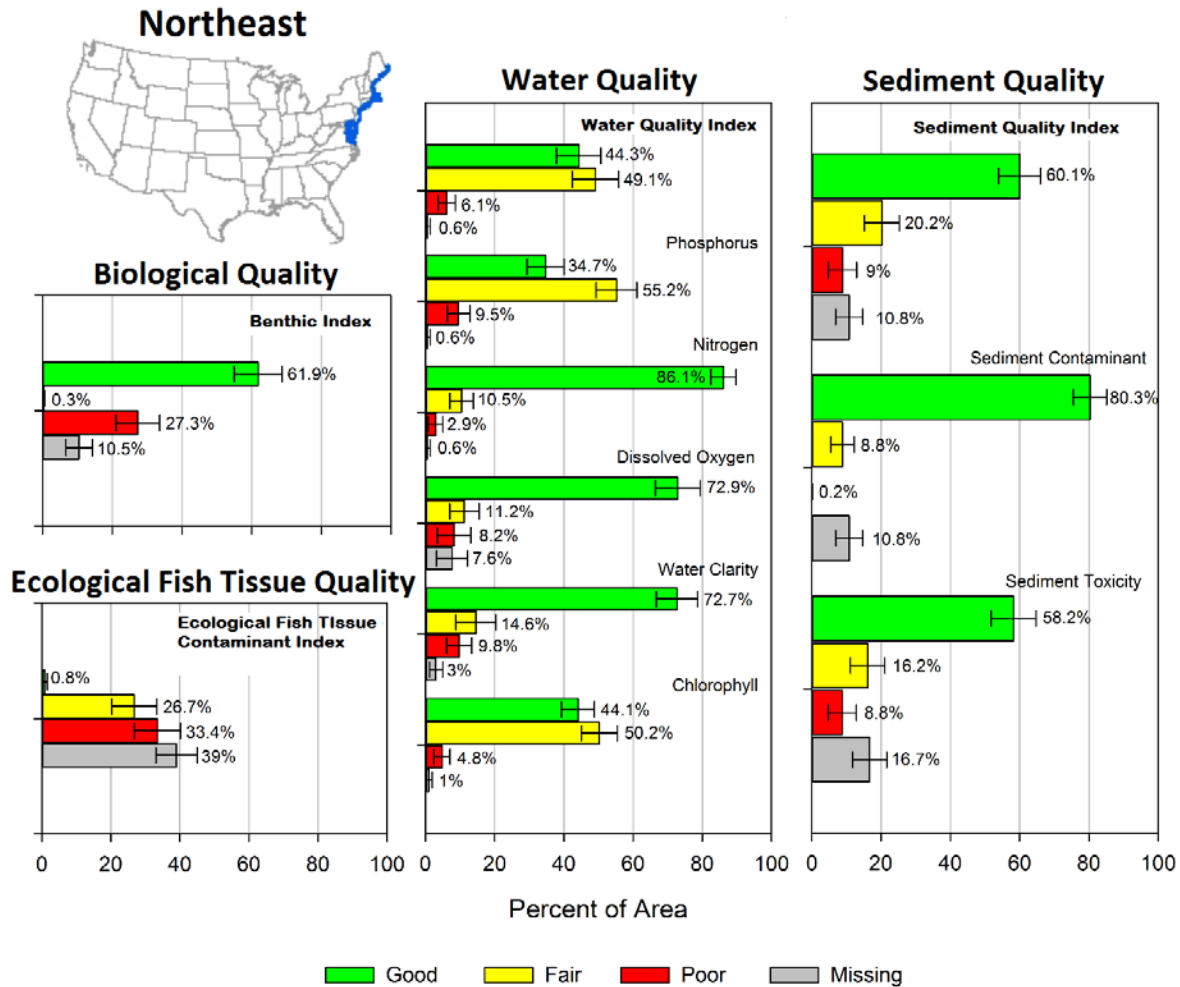 Northeast
Biological Quality
Benthic Index
61.9%
0.3%
27.3%
10.5%
Ecological Fish Tissue Quality
Ecological Fish TIssue
Contaminant Index
0.8%
26.7%
33.4%
39%
0 20 40 60 80 100
Water Quality
Water Quality Index
44.3%
49.1%
6.1%
0.6%
Phosphorus
34.7%
55.2%
9.5%
0.6%
Nitrogen
86.1%
10.5%
2.9%
0.6%
Dissolved Oxygen
72.9%
11.2%
8.2%
7.6%
Water Clarity
72.7%
14.6%
9.8%
3%
Chlorophyll
44.1%
50.2%
4.8%
1%
0 20 40 60 80 100
Sediment Quality
Sediment Quality Index
60.1%
20.2%
9%
10.8%
Sediment Contaminant
80.3%
8.8%
0.2%
10.8%
Sediment Toxicity
58.2%
16.2%
8.8%
16.7%
0 20 40 60 80 100
Percent of Area
Good Fair Poor Missing